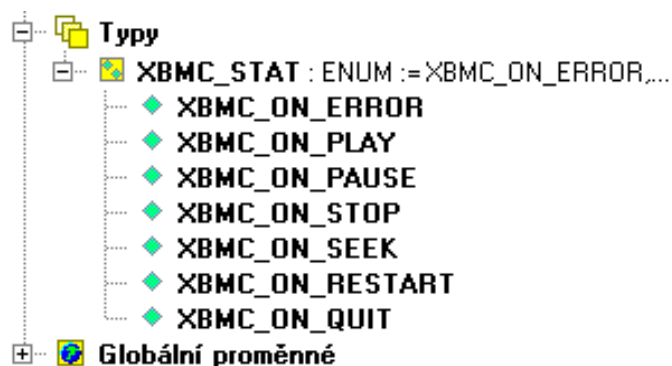 Typy
XBMC_STAT : ENUM := XBMC_ON_ERROR,...
XBMC_ON_ERROR
XBMC_ON_PLAY
XBMC_ON_PAUSE
XBMC_ON_STOP
XBMC_ON_SEEK
XBMC_ON_RESTART
XBMC_ON_QUIT
Globální proměnné